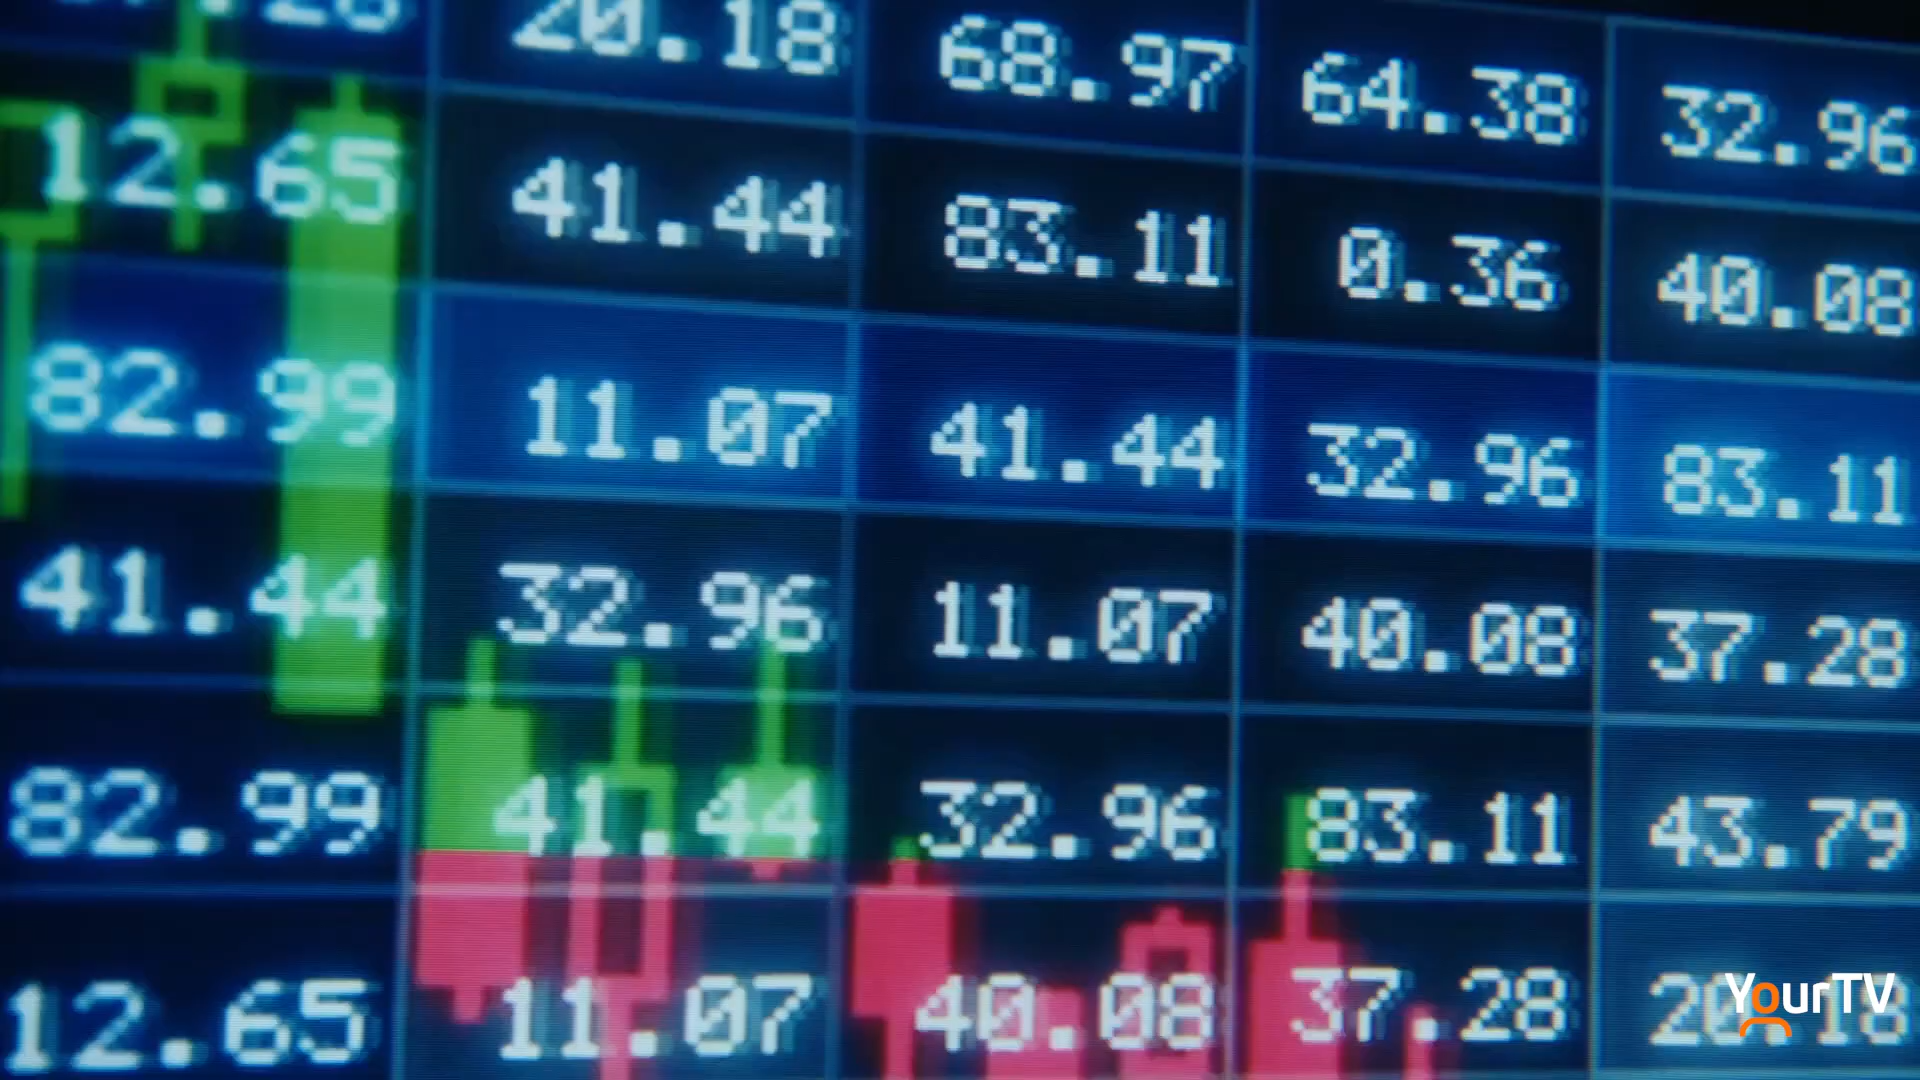 20.18 68.97 64.38 32.96
12.65 41.44 83.11 0.36 40.08
82.99 11.07 41.44 32.96 83.11
41.44 32.96 11.07 40.08 37.28
82.99 41.44 32.96 83.11 43.79
12.65 11.07 40.08 37.28 20.18
YourTV